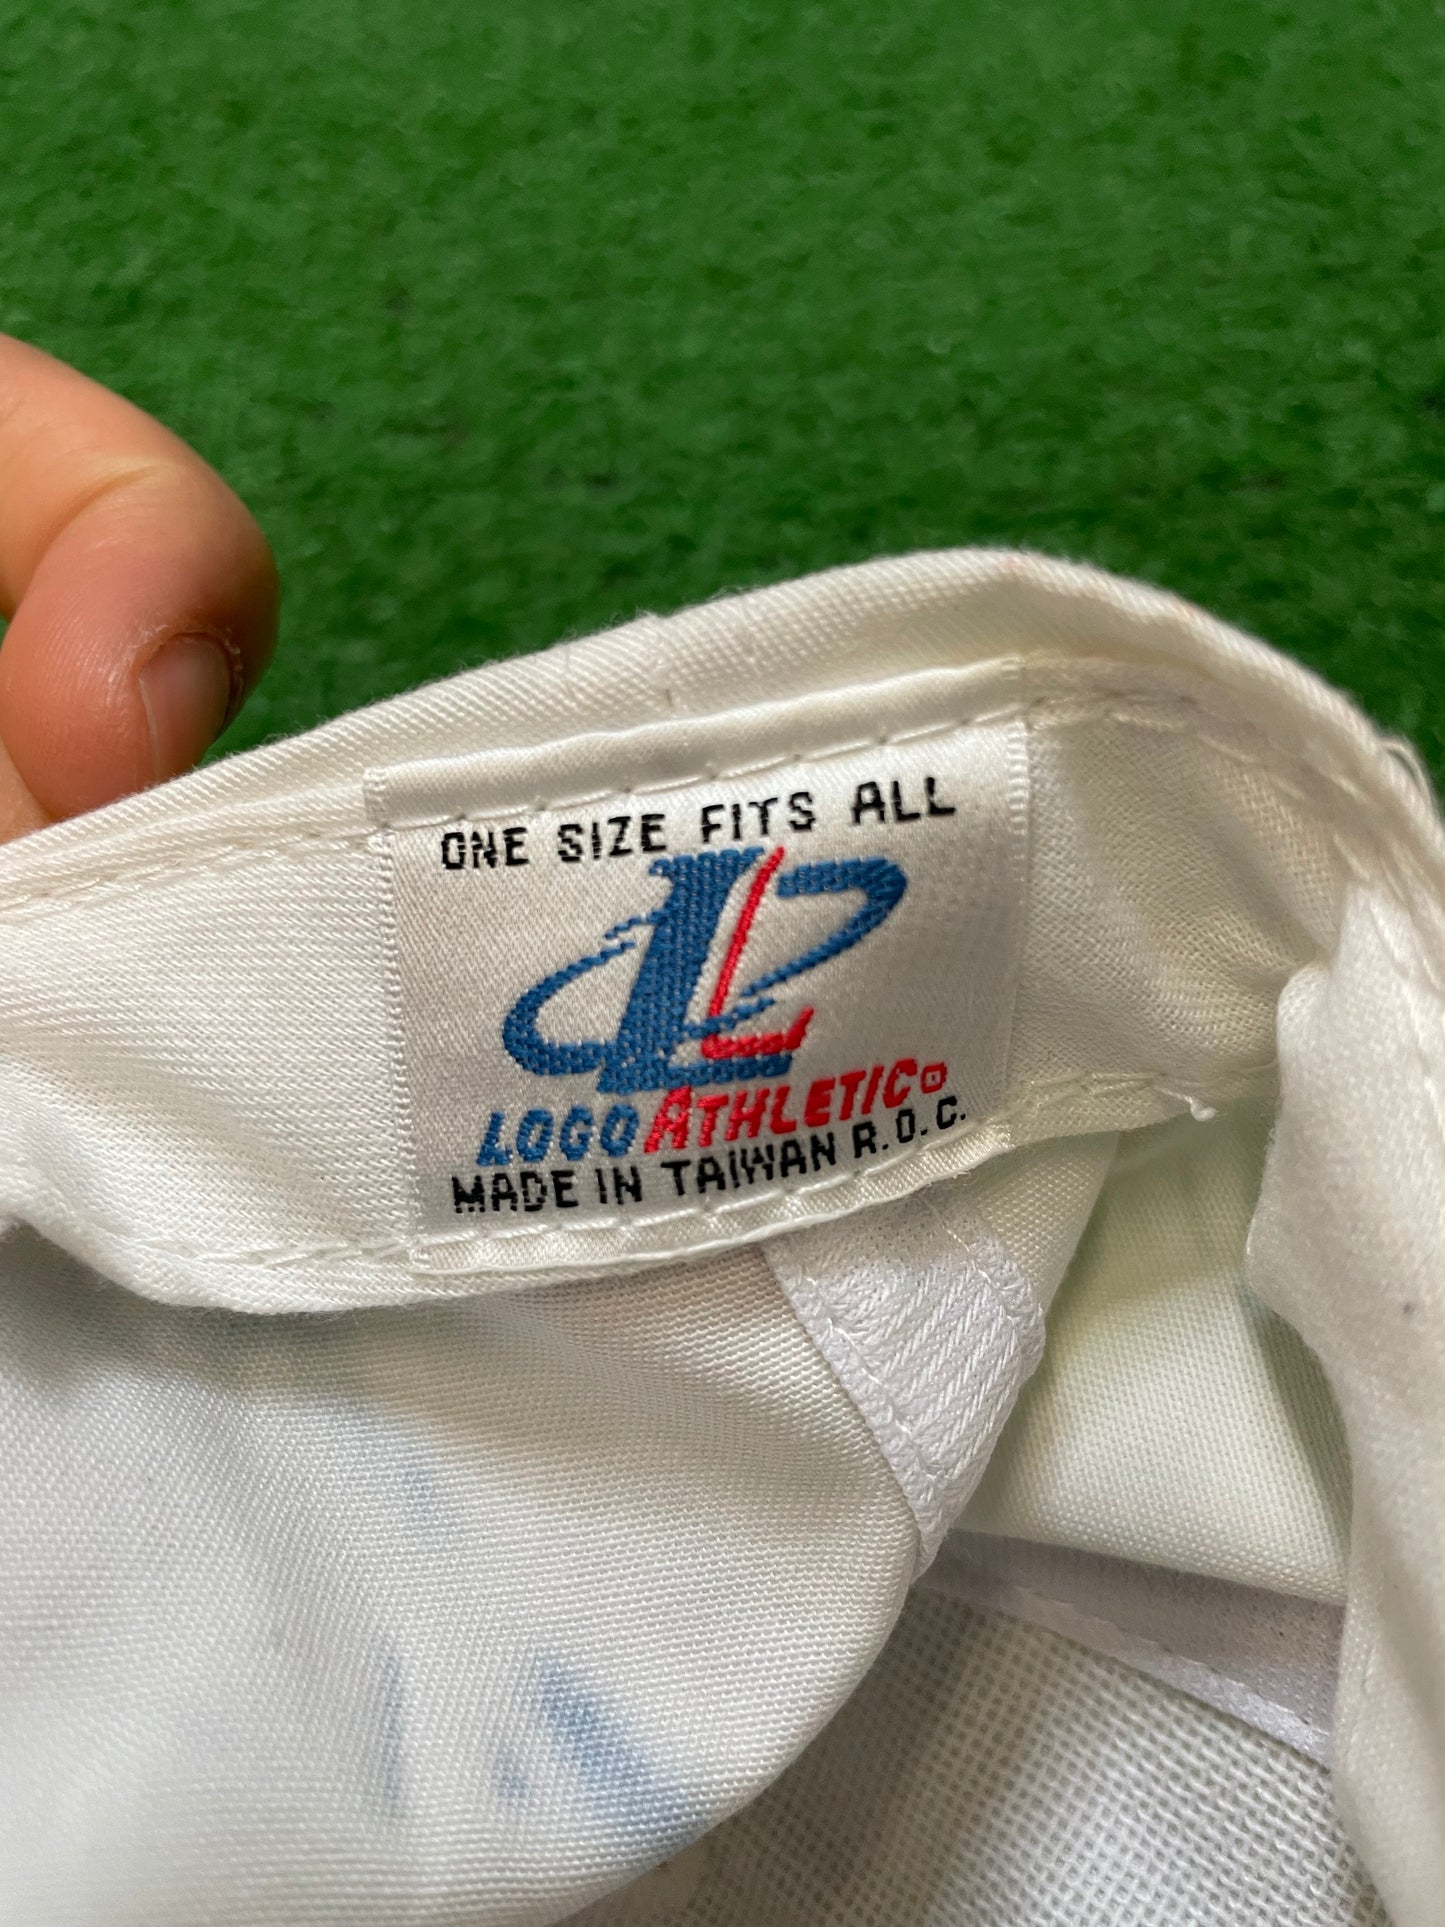 ONE SIZE FITS ALL
L
LOGO ATHLETIC®
MADE IN TAIWAN R.O.C.